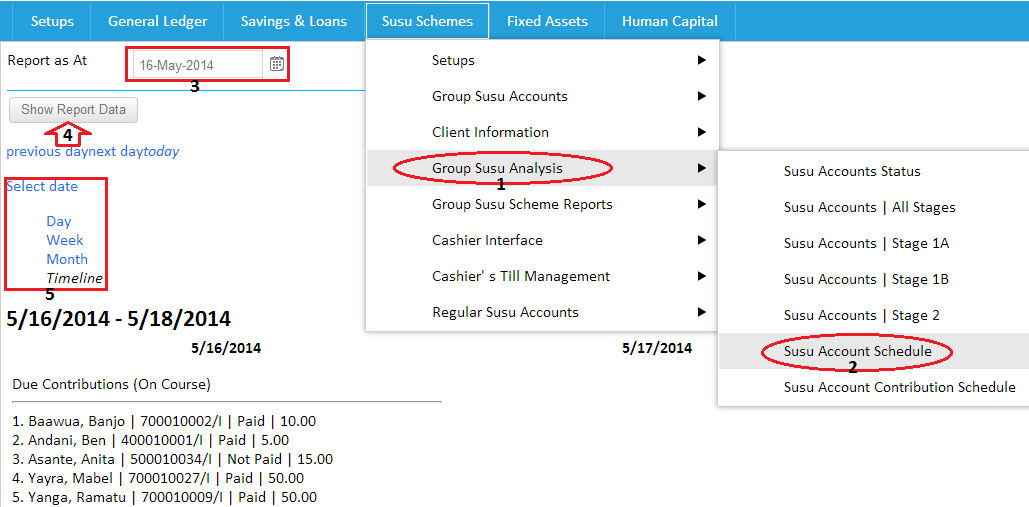 Setups General Ledger Savings & Loans Susu Schemes Fixed Assets Human Capital
Report as At 16-May-2014
3
Show Report Data
4
previous daynext daytoday
Select date
Day
Week
Month
Timeline
5
5/16/2014 - 5/18/2014
5/16/2014 5/17/2014
Due Contributions (On Course)
1. Baawua, Banjo | 700010002/I | Paid | 10.00
2. Andani, Ben | 400010001/I | Paid | 5.00
3. Asante, Anita | 500010034/I | Not Paid | 15.00
4. Yayra, Mabel | 700010027/I | Paid | 50.00
5. Yanga, Ramatu | 700010009/I | Paid | 50.00
Setups
Group Susu Accounts
Client Information
Group Susu Analysis
1
Group Susu Scheme Reports
Cashier Interface
Cashier' s Till Management
Regular Susu Accounts
Susu Accounts Status
Susu Accounts | All Stages
Susu Accounts | Stage 1A
Susu Accounts | Stage 1B
Susu Accounts | Stage 2
Susu Account Schedule
2
Susu Account Contribution Schedule